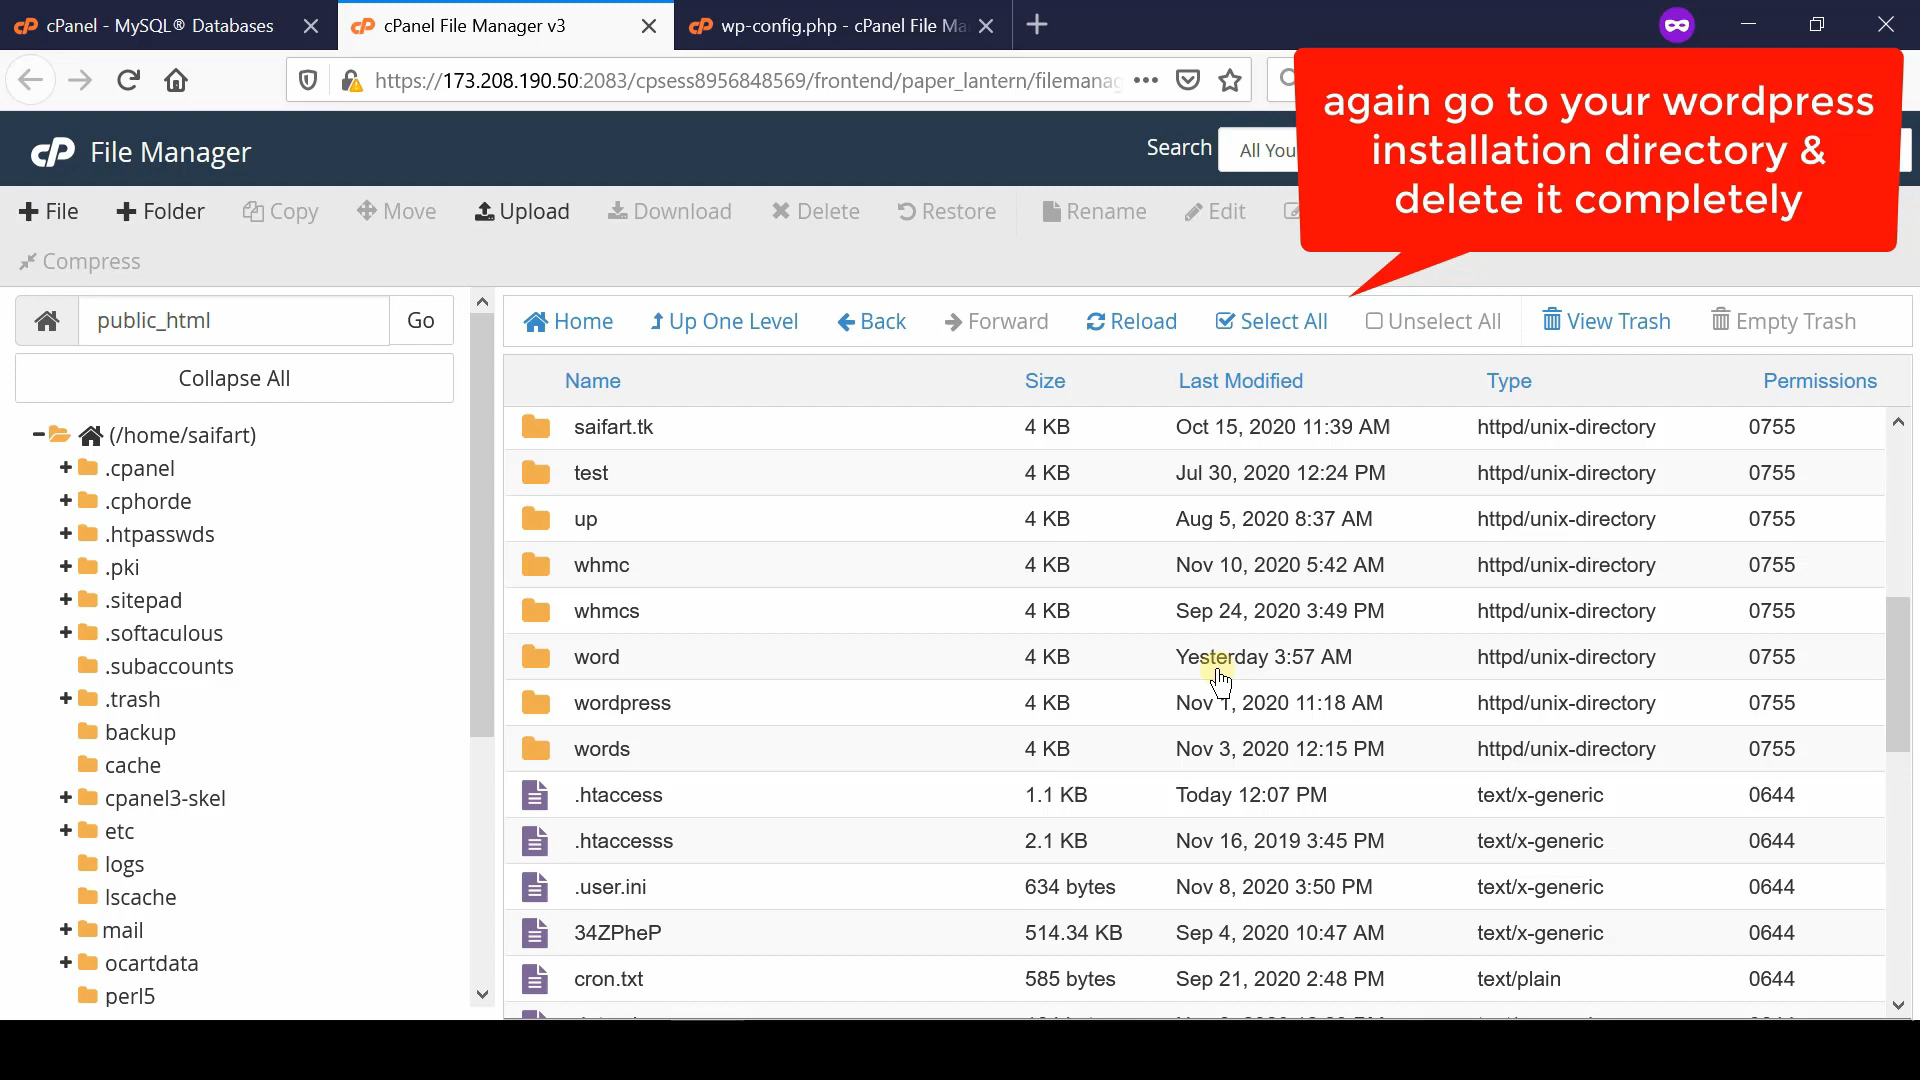 cPanel - MySQL® Databases
cPanel File Manager v3
wp-config.php - cPanel File Ma
https://173.208.190.50:2083/cpsess8956848569/frontend/paper_lantern/filemanag
again go to your wordpress
installation directory &
delete it completely
cP File Manager
Search
All You
File
Folder
Copy
Move
Upload
Download
Delete
Restore
Rename
Edit
Compress
public_html
Go
Home
Up One Level
Back
Forward
Reload
Select All
Unselect All
View Trash
Empty Trash
Collapse All
Name Size Last Modified Type Permissions
(/home/saifart)
.cpanel
.cphorde
.htpasswds
.pki
.sitepad
.softaculous
.subaccounts
.trash
backup
cache
cpanel3-skel
etc
logs
lscache
mail
ocartdata
perl5
saifart.tk 4 KB Oct 15, 2020 11:39 AM httpd/unix-directory 0755
test 4 KB Jul 30, 2020 12:24 PM httpd/unix-directory 0755
up 4 KB Aug 5, 2020 8:37 AM httpd/unix-directory 0755
whmc 4 KB Nov 10, 2020 5:42 AM httpd/unix-directory 0755
whmcs 4 KB Sep 24, 2020 3:49 PM httpd/unix-directory 0755
word 4 KB Yesterday 3:57 AM httpd/unix-directory 0755
wordpress 4 KB Nov 1, 2020 11:18 AM httpd/unix-directory 0755
words 4 KB Nov 3, 2020 12:15 PM httpd/unix-directory 0755
.htaccess 1.1 KB Today 12:07 PM text/x-generic 0644
.htaccesss 2.1 KB Nov 16, 2019 3:45 PM text/x-generic 0644
.user.ini 634 bytes Nov 8, 2020 3:50 PM text/x-generic 0644
34ZPheP 514.34 KB Sep 4, 2020 10:47 AM text/x-generic 0644
cron.txt 585 bytes Sep 21, 2020 2:48 PM text/plain 0644